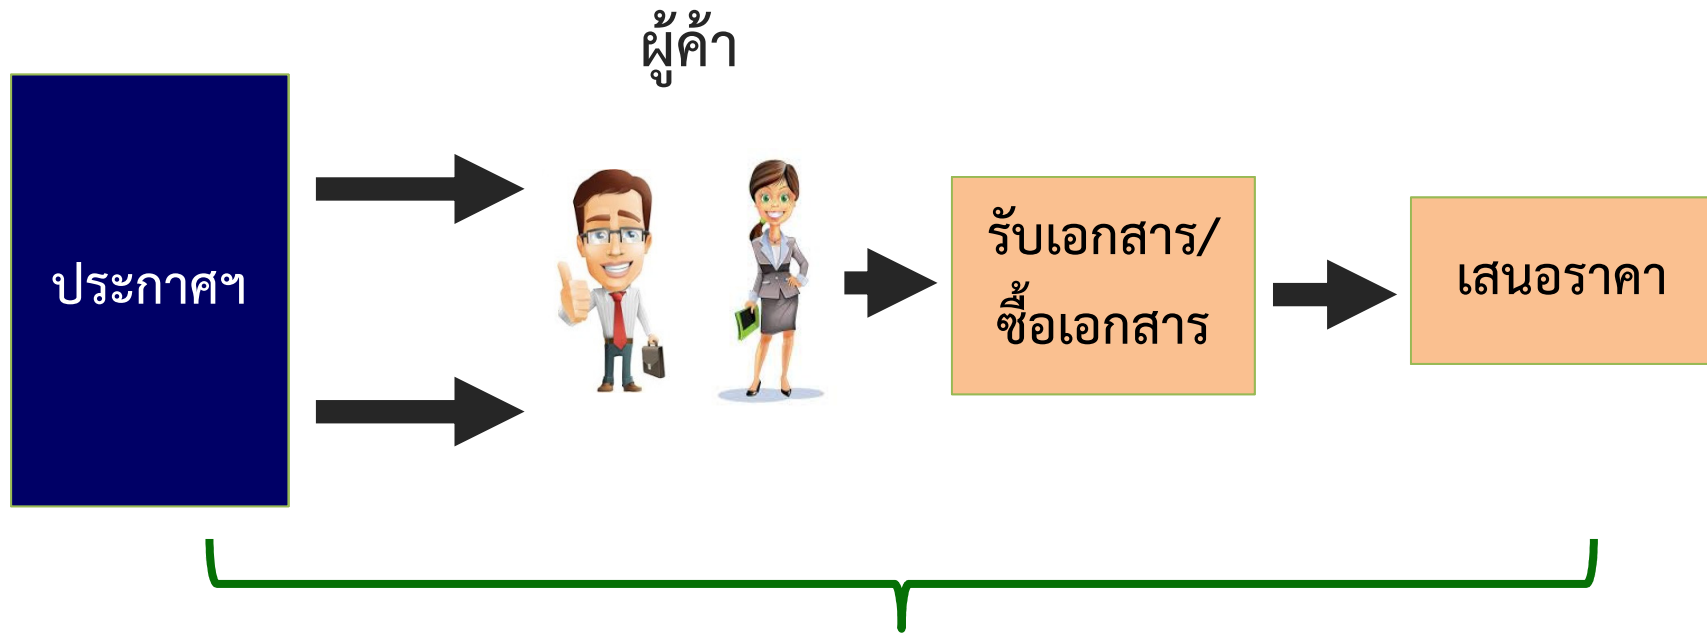 ผู้ค้า
ประกาศฯ
รับเอกสาร/
ซื้อเอกสาร
เสนอราคา